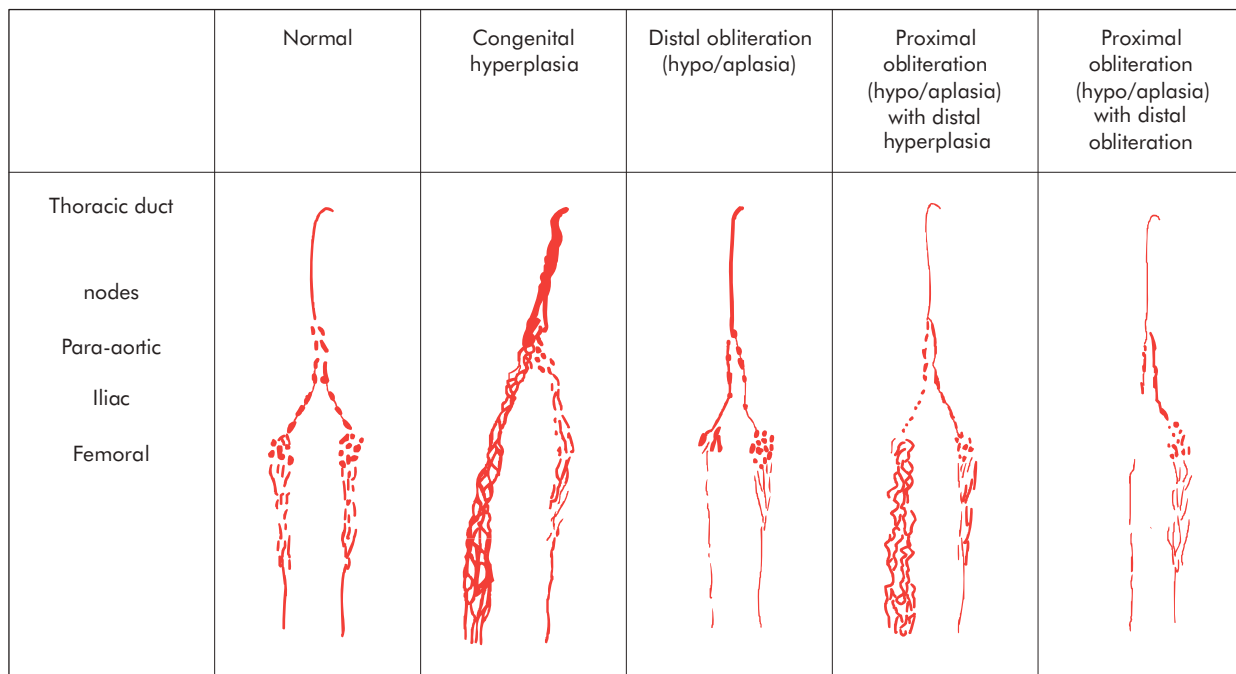 Normal
Congenital
hyperplasia
Distal obliteration
(hypo/aplasia)
Proximal
obliteration
(hypo/aplasia)
with distal
hyperplasia
Proximal
obliteration
(hypo/aplasia)
with distal
obliteration
Thoracic duct
nodes
Para-aortic
Iliac
Femoral